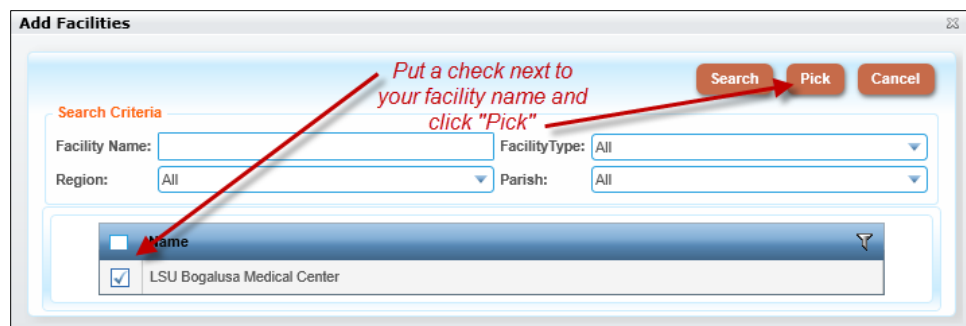 Add Facilities
Put a check next to
your facility name and
click "Pick"
Search Pick Cancel
Search Criteria
Facility Name: FacilityType: All
Region: All Parish: All
Name
LSU Bogalusa Medical Center